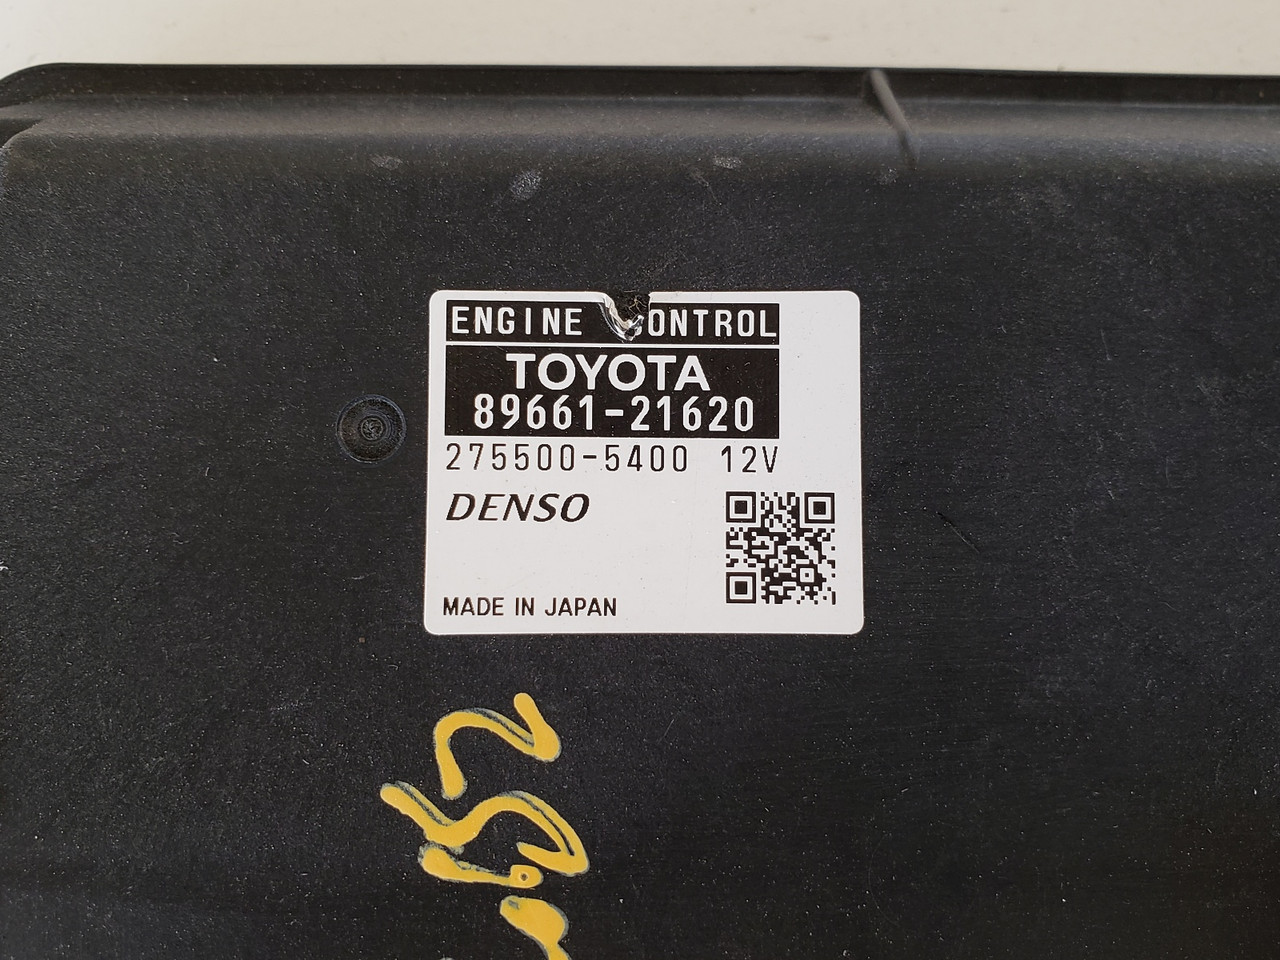 ENGINE CONTROL
TOYOTA
89661-21620
275500-5400 12V
DENSO
MADE IN JAPAN